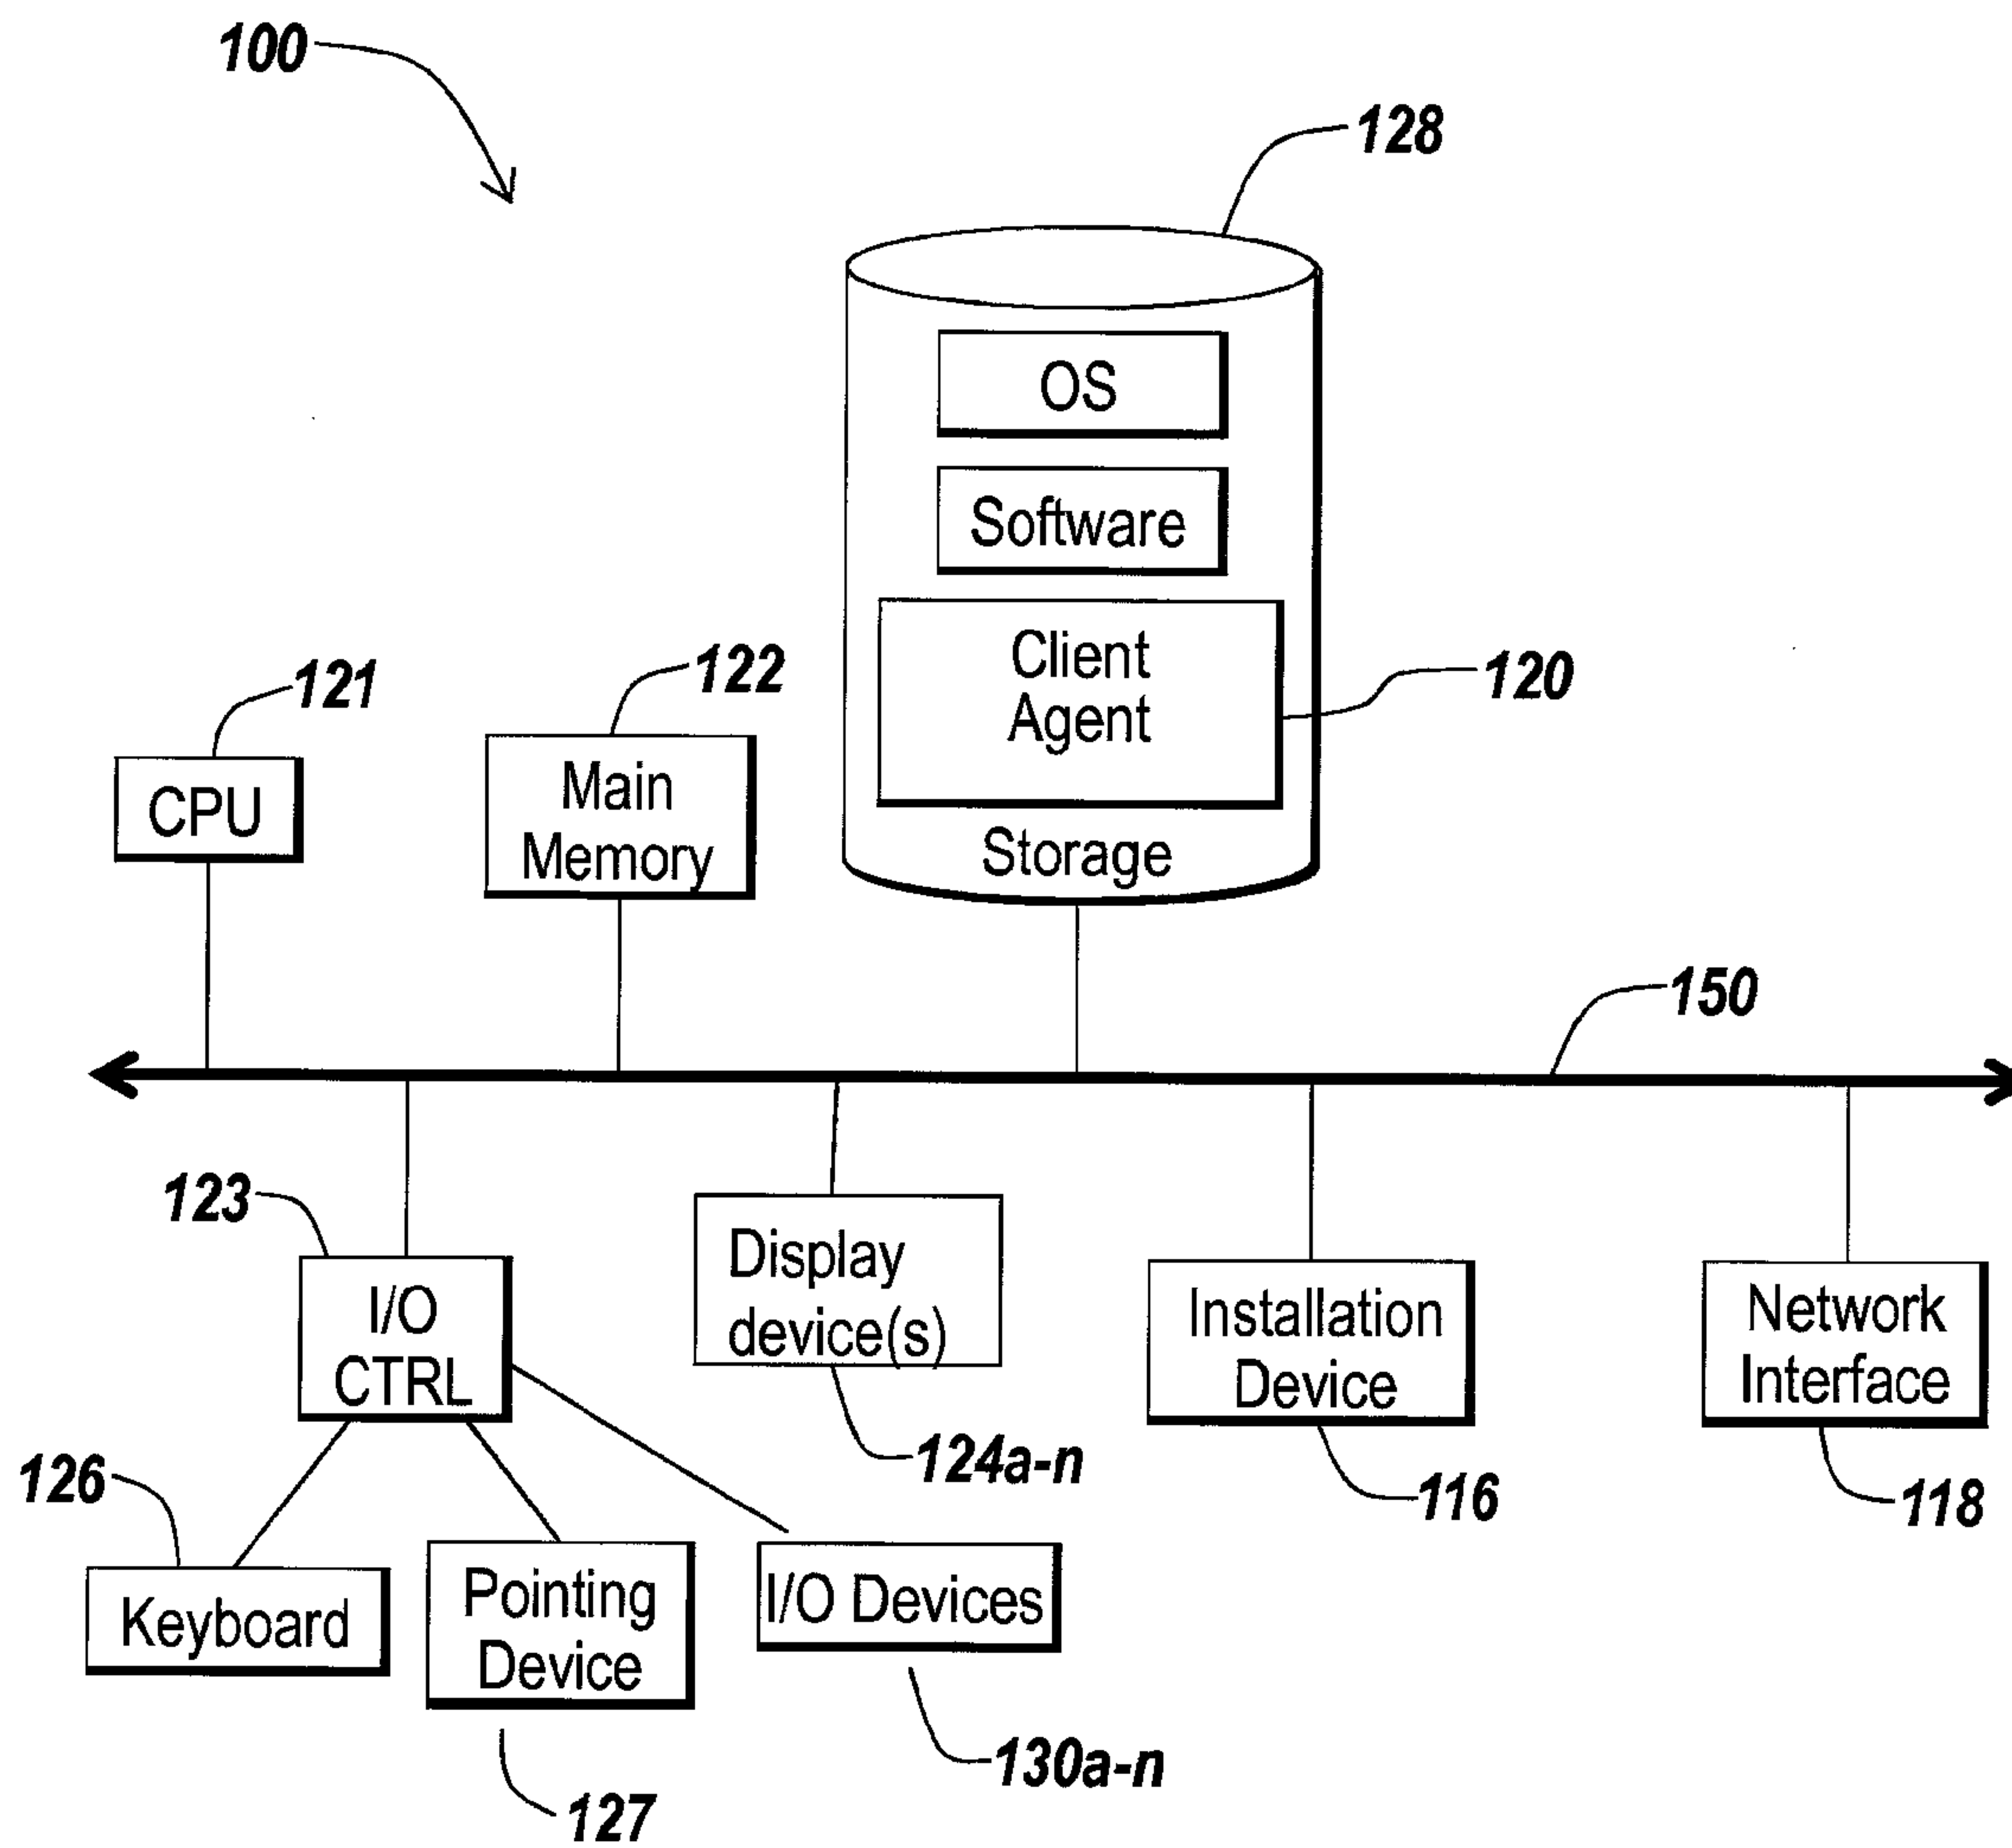 100
128
OS
Software
Client
Agent
120
Storage
121
CPU
122
Main
Memory
150
123
I/O
CTRL
Display
device(s)
124a-n
Installation
Device
116
Network
Interface
118
126
Keyboard
Pointing
Device
127
I/O Devices
130a-n